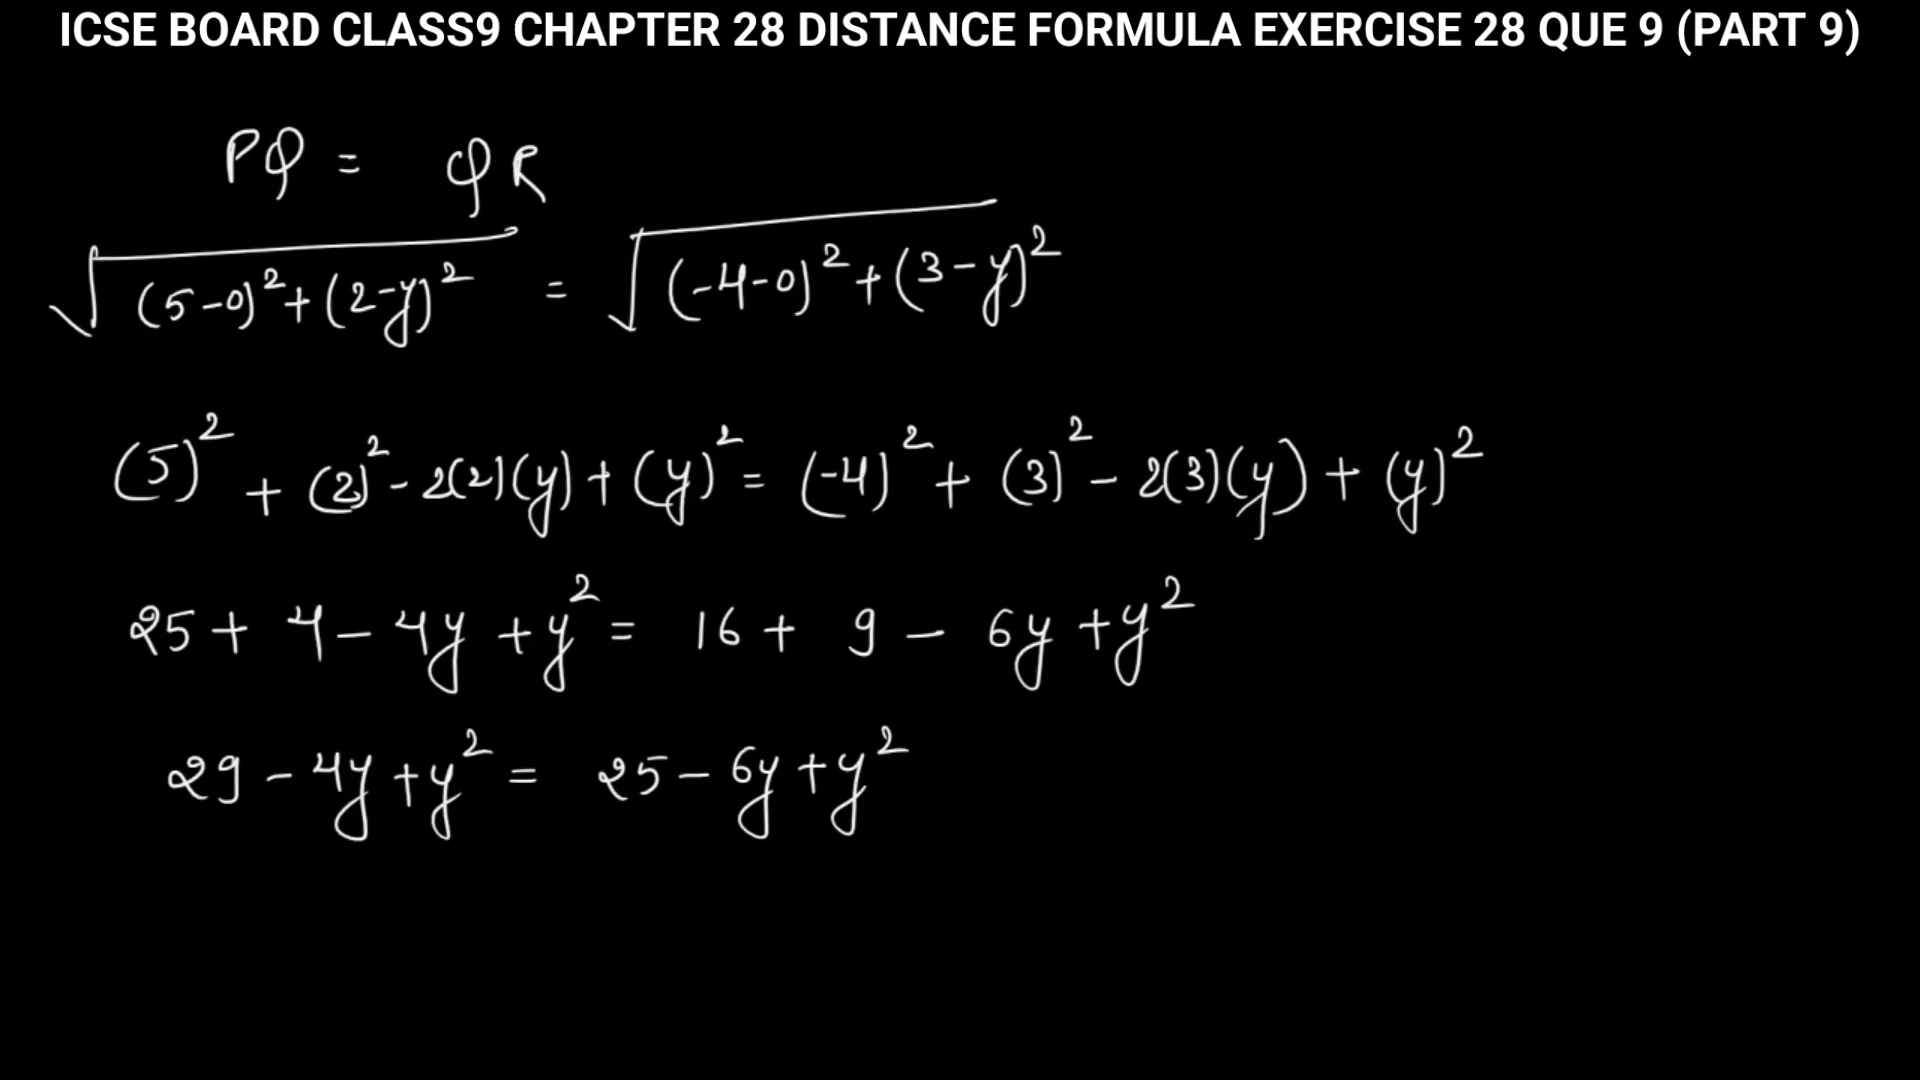 ICSE BOARD CLASS9 CHAPTER 28 DISTANCE FORMULA EXERCISE 28 QUE 9 (PART 9)
PQ = QR
√(5-0)²+(2-y)² = √(-4-0)²+(3-y)²
(5)² + (2)² - 2(2)(y) + (y)² = (-4)² + (3)² - 2(3)(y) + (y)²
25 + 4 - 4y + y² = 16 + 9 - 6y + y²
29 - 4y + y² = 25 - 6y + y²